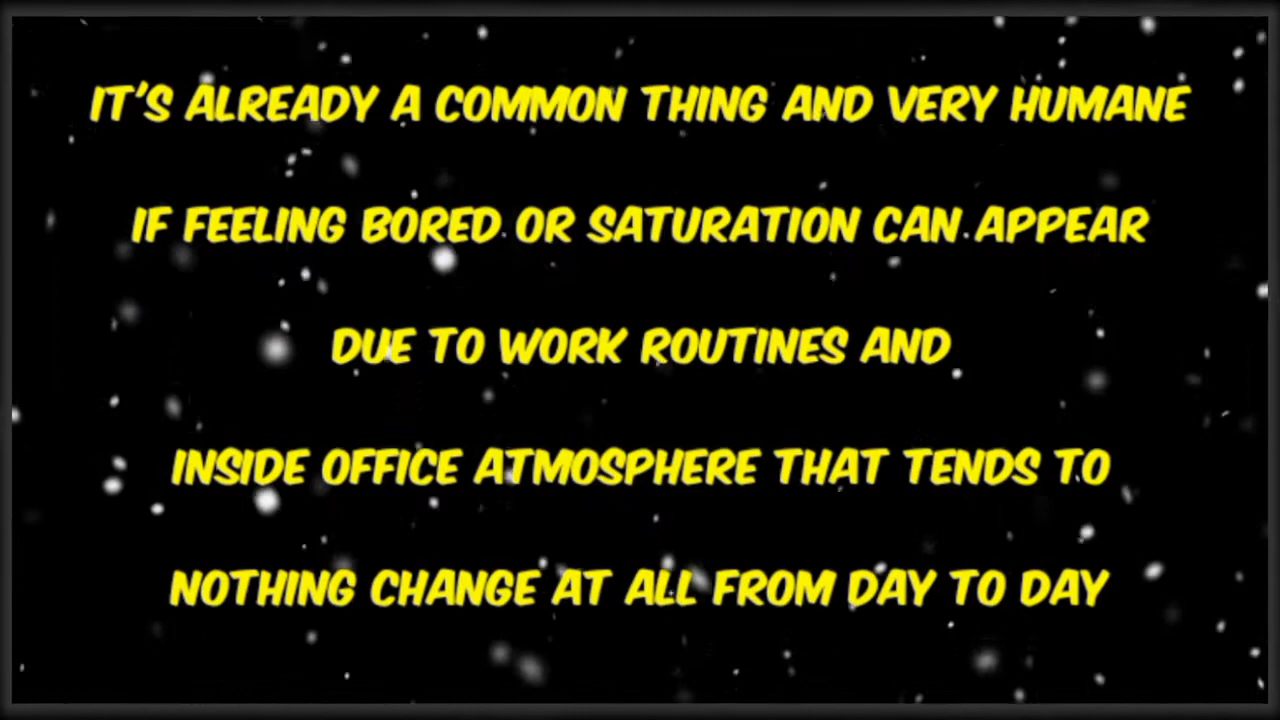 IT'S ALREADY A COMMON THING AND VERY HUMANE
IF FEELING BORED OR SATURATION CAN APPEAR
DUE TO WORK ROUTINES AND
INSIDE OFFICE ATMOSPHERE THAT TENDS TO
NOTHING CHANGE AT ALL FROM DAY TO DAY